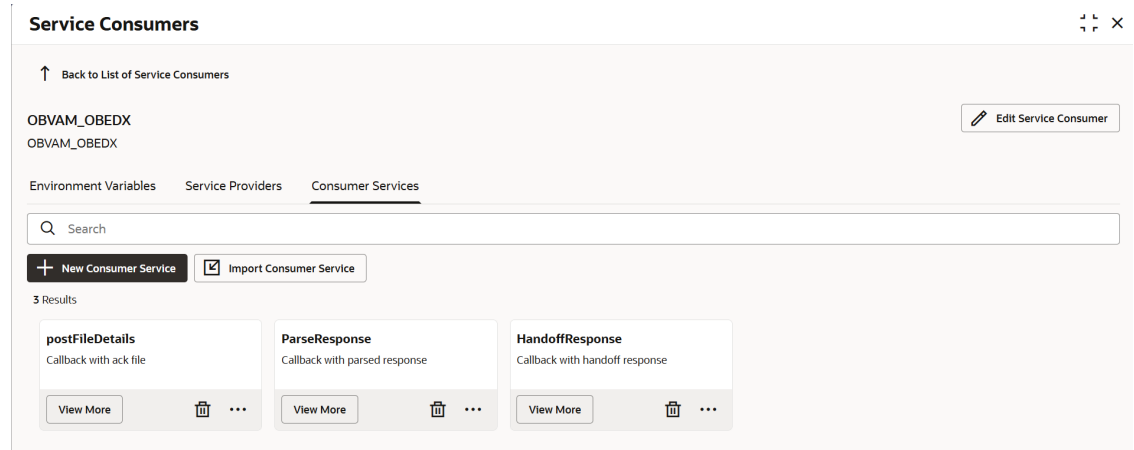 Service Consumers
Back to List of Service Consumers
OBVAM_OBEDX
Edit Service Consumer
OBVAM_OBEDX
Environment Variables Service Providers Consumer Services
Search
New Consumer Service Import Consumer Service
3 Results
postFileDetails ParseResponse HandoffResponse
Callback with ack file Callback with parsed response Callback with handoff response
View More View More View More